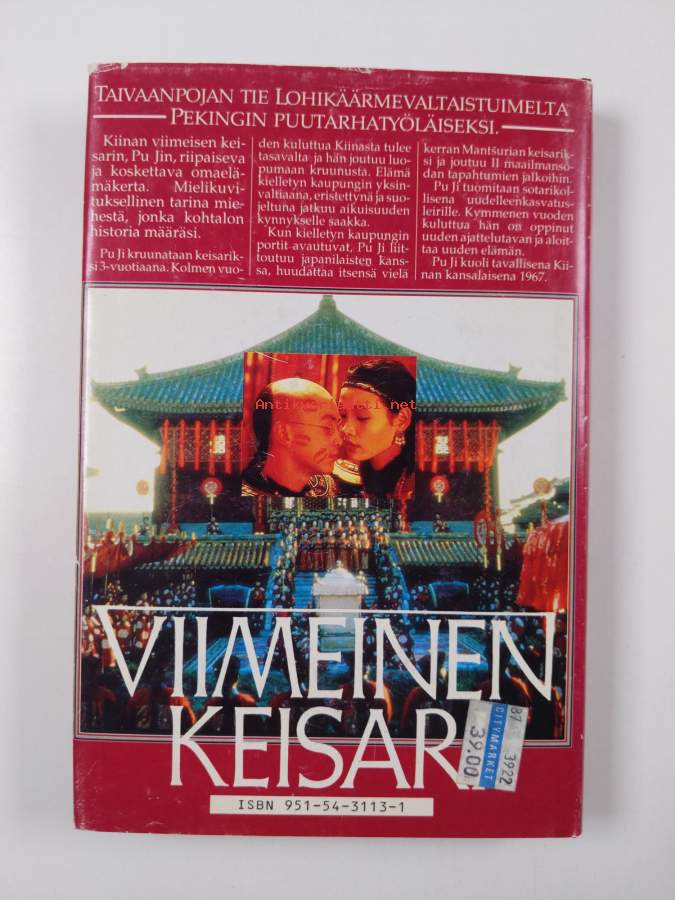 TAIVAANPOJAN TIE LOHIKÄÄRMEVALTAISTUIMELTA
PEKINGIN PUUTARHATYÖLÄISEKSI.
Kiinan viimeisen kei-
sarin, Pu Jin, riipaiseva
ja koskettava omaelä-
mäkerta. Mielikuvi-
tuksellinen tarina mie-
hestä, jonka kohtalon
historia määräsi.
Pu Ji kruunataan keisarik-
si 3-vuotiaana. Kolmen vuo-
den kuluttua Kiinasta tulee
tasavalta ja hän joutuu luo-
pumaan kruunusta. Elämä
kielletyn kaupungin yksin-
valtiaana, eristettynä ja suo-
jeltuna jatkuu aikuisuuden
kynnykselle saakka.
Kun kielletyn kaupungin
portit avautuvat, Pu Ji liit-
toutuu japanilaisten kans-
sa, huudattaa itsensä vielä
kerran Mantšurian keisarik-
si ja joutuu II maailmanso-
dan tapahtumien jalkoihin.
Pu Ji tuomitaan sotarikol-
lisena uudelleenkasvatus-
leirille. Kymmenen vuoden
kuluttua hän on oppinut
uuden ajattelutavan ja aloit-
taa uuden elämän.
Pu Ji kuoli tavallisena Kii-
nan kansalaisena 1967.
VIIMEINEN
KEISAR
87 3922
CITYMARKET
39.00
ISBN 951-54-3113-1